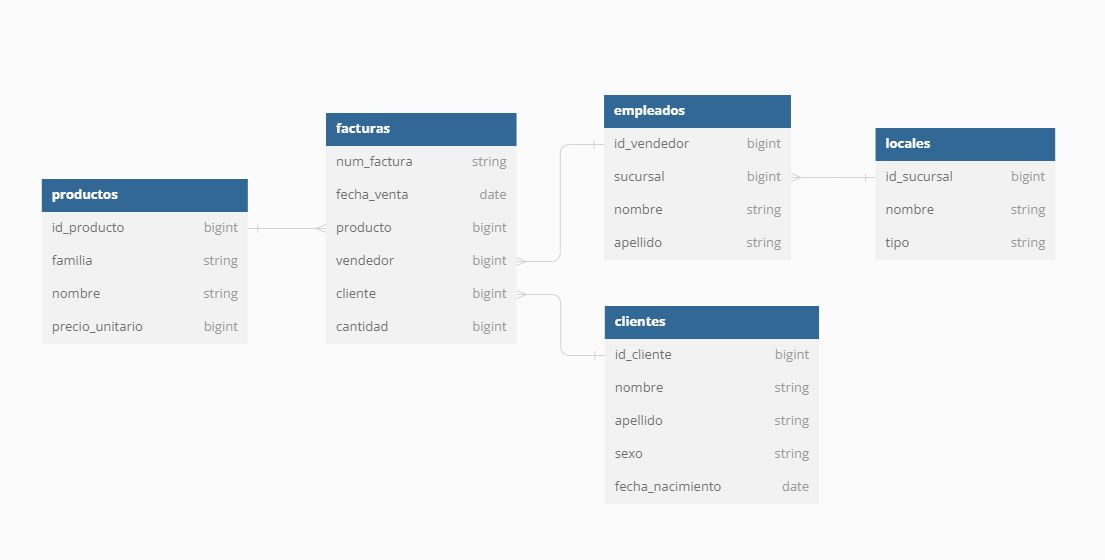 productos
id_producto bigint
familia string
nombre string
precio_unitario bigint
facturas
num_factura string
fecha_venta date
producto bigint
vendedor bigint
cliente bigint
cantidad bigint
empleados
id_vendedor bigint
sucursal bigint
nombre string
apellido string
locales
id_sucursal bigint
nombre string
tipo string
clientes
id_cliente bigint
nombre string
apellido string
sexo string
fecha_nacimiento date